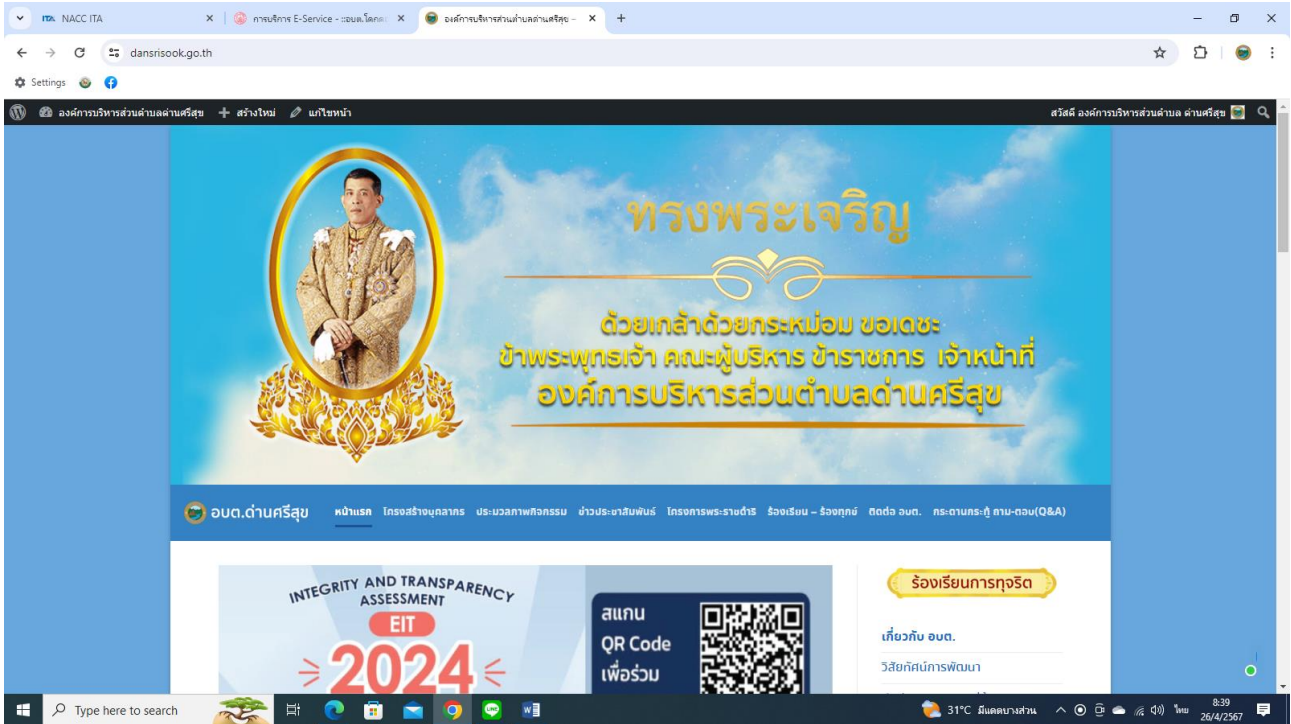 NACC ITA
การบริการ E-Service - ::อบต.โคก
องค์การบริหารส่วนตำบลด่านศรีสุข –
dansrisook.go.th
Settings
องค์การบริหารส่วนตำบลด่านศรีสุข สร้างใหม่ แก้ไขหน้า สวัสดี องค์การบริหารส่วนตำบล ด่านศรีสุข
ทรงพระเจริญ
ด้วยเกล้าด้วยกระหม่อม ขอเดชะ
ข้าพระพุทธเจ้า คณะผู้บริหาร ข้าราชการ เจ้าหน้าที่
องค์การบริหารส่วนตำบลด่านศรีสุข
อบต.ด่านศรีสุข หน้าแรก โครงสร้างบุคลากร ประมวลภาพกิจกรรม ข่าวประชาสัมพันธ์ โครงการพระราชดำริ ร้องเรียน – ร้องทุกข์ ติดต่อ อบต. กระดานกระทู้ ถาม-ตอบ(Q&A)
INTEGRITY AND TRANSPARENCY
ASSESSMENT
EIT
2024
สแกน
QR Code
เพื่อร่วม
ร้องเรียนการทุจริต
เกี่ยวกับ อบต.
วิสัยทัศน์การพัฒนา
Type here to search
31°C มีแดดบางส่วน
ไทย
8:39
26/4/2567